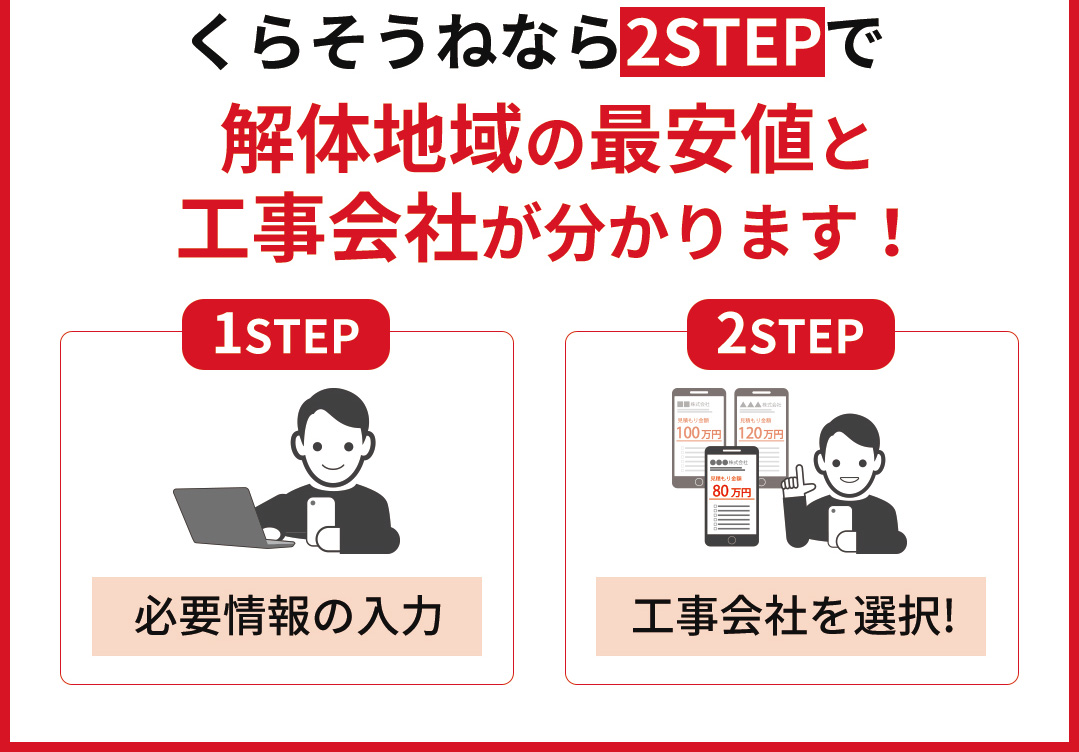 くらそうねなら2STEPで
解体地域の最安値と
工事会社が分かります！
1STEP
2STEP
■■株式会社
見積もり金額
100万円
▲▲▲株式会社
見積もり金額
120万円
●●●株式会社
見積もり金額
80万円
必要情報の入力
工事会社を選択!